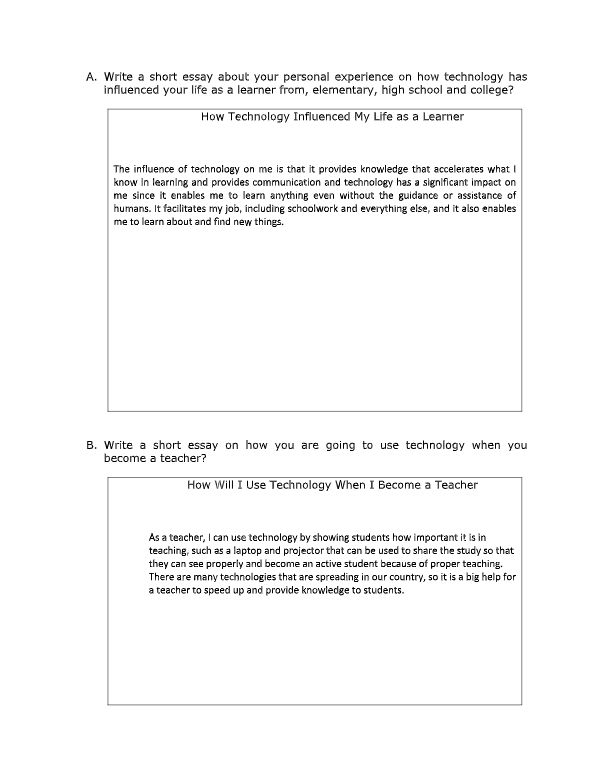 A. Write a short essay about your personal experience on how technology has
influenced your life as a learner from, elementary, high school and college?
How Technology Influenced My Life as a Learner
The influence of technology on me is that it provides knowledge that accelerates what I
know in learning and provides communication and technology has a significant impact on
me since it enables me to learn anything even without the guidance or assistance of
humans. It facilitates my job, including schoolwork and everything else, and it also enables
me to learn about and find new things.
B. Write a short essay on how you are going to use technology when you
become a teacher?
How Will I Use Technology When I Become a Teacher
As a teacher, I can use technology by showing students how important it is in
teaching, such as a laptop and projector that can be used to share the study so that
they can see properly and become an active student because of proper teaching.
There are many technologies that are spreading in our country, so it is a big help for
a teacher to speed up and provide knowledge to students.